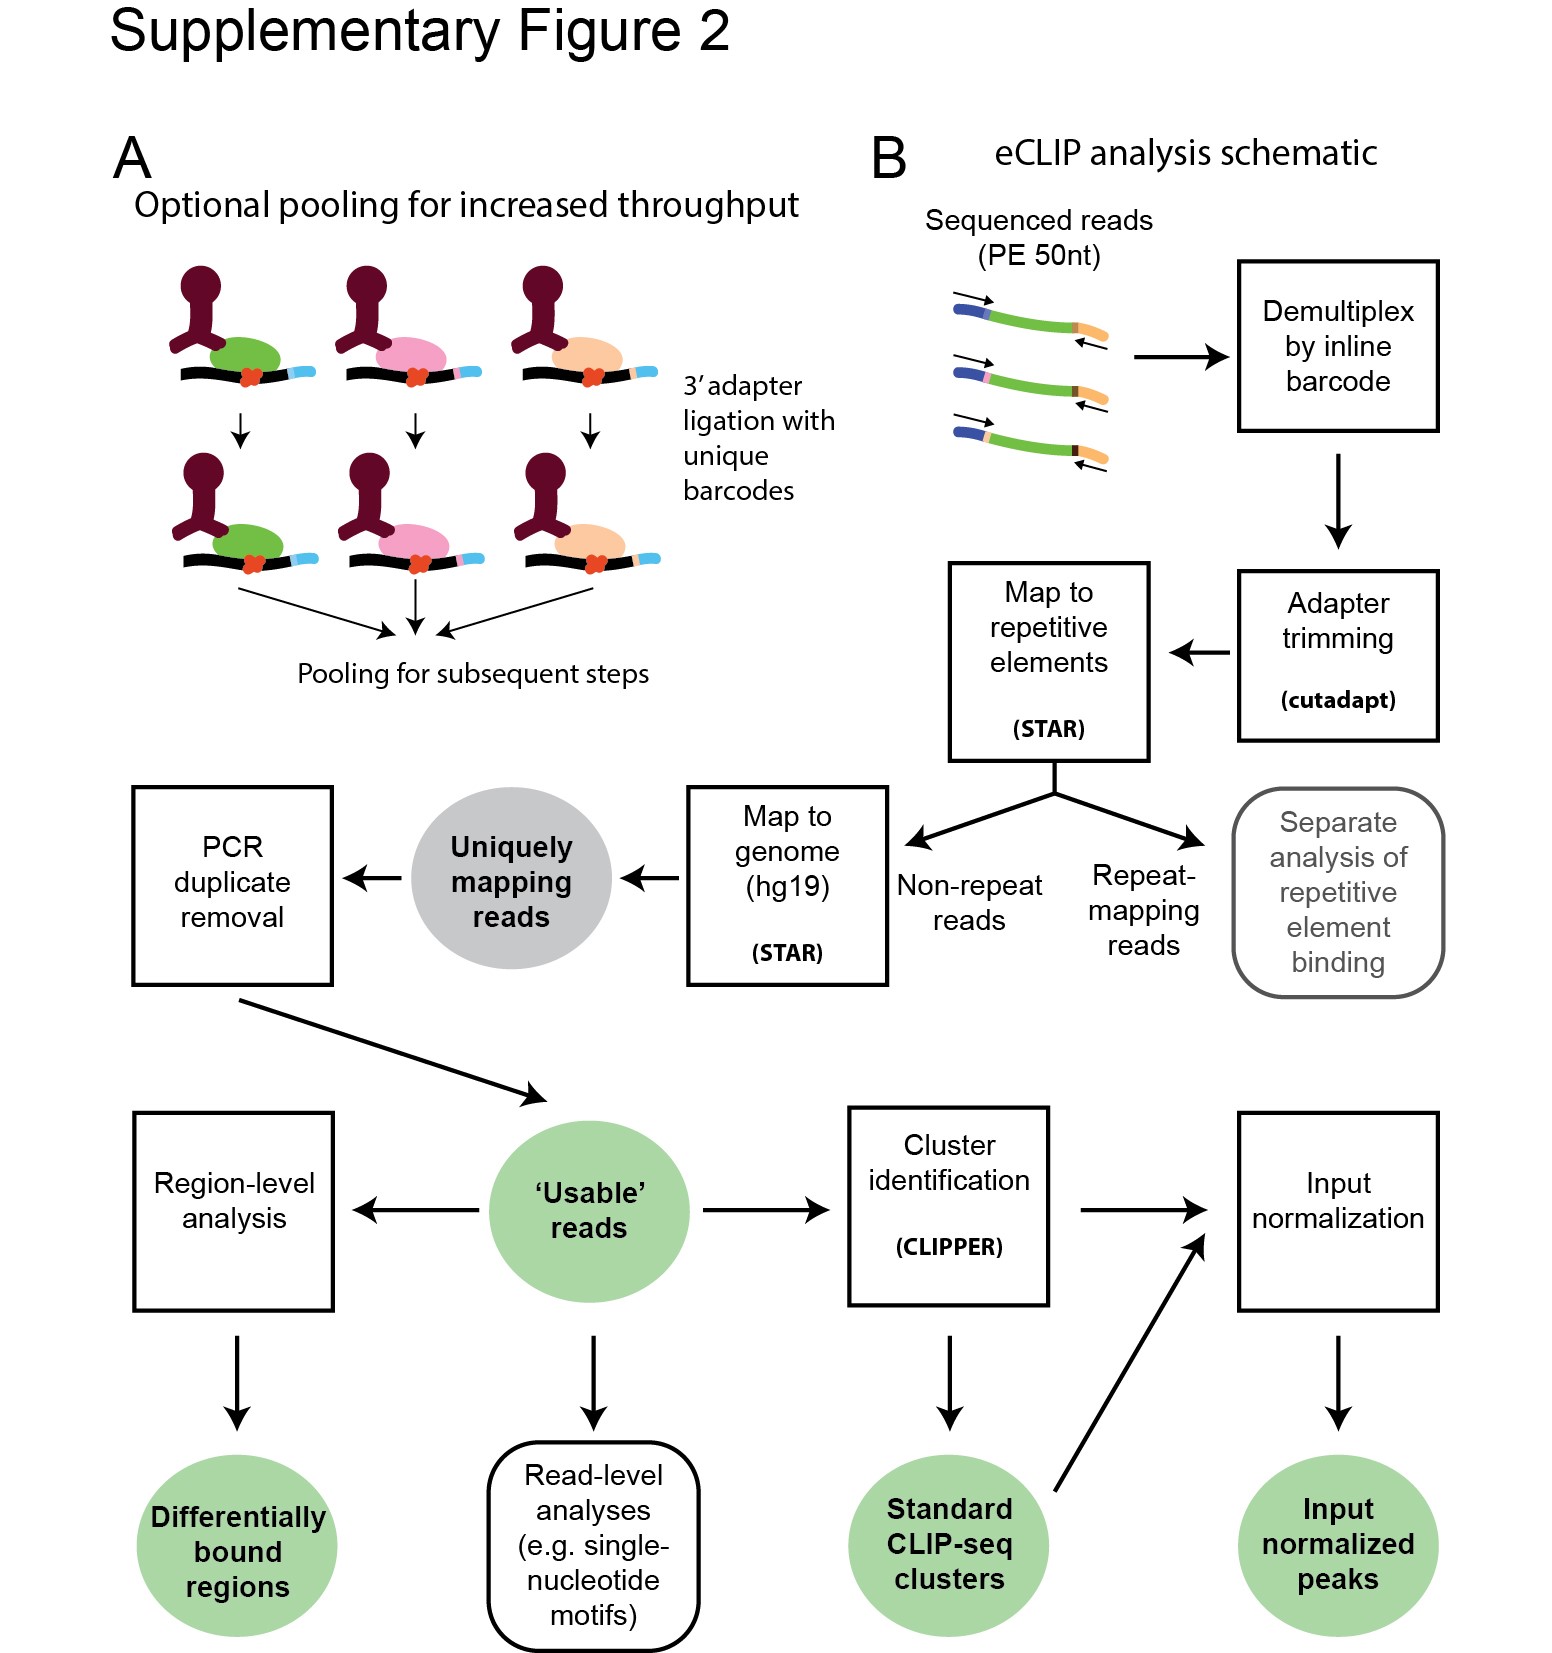 Supplementary Figure 2
A
Optional pooling for increased throughput
3’ adapter
ligation with
unique
barcodes
Pooling for subsequent steps
B
eCLIP analysis schematic
Sequenced reads
(PE 50nt)
Demultiplex
by inline
barcode
Adapter
trimming
(cutadapt)
Map to
repetitive
elements
(STAR)
Non-repeat
reads
Repeat-
mapping
reads
Separate
analysis of
repetitive
element
binding
Map to
genome
(hg19)
(STAR)
Uniquely
mapping
reads
PCR
duplicate
removal
‘Usable’
reads
Region-level
analysis
Cluster
identification
(CLIPPER)
Input
normalization
Differentially
bound
regions
Read-level
analyses
(e.g. single-
nucleotide
motifs)
Standard
CLIP-seq
clusters
Input
normalized
peaks